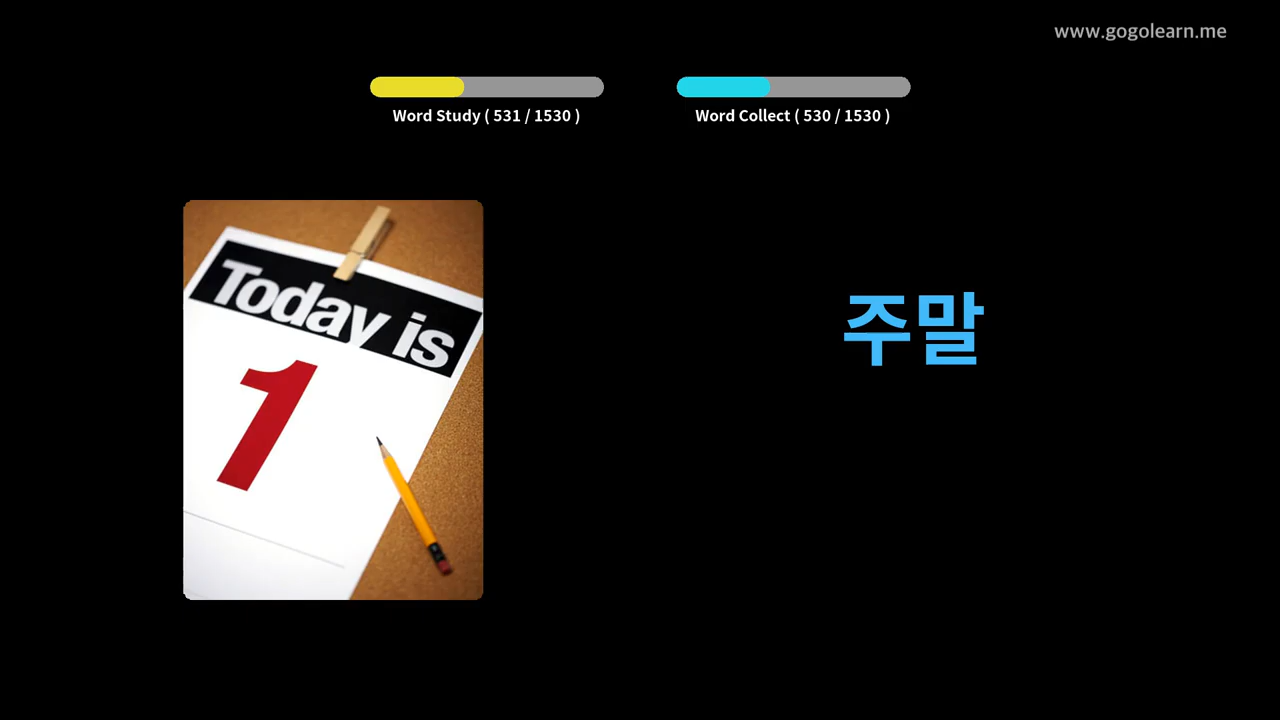 www.gogolearn.me
Word Study ( 531 / 1530 )
Word Collect ( 530 / 1530 )
Today is
1
주말